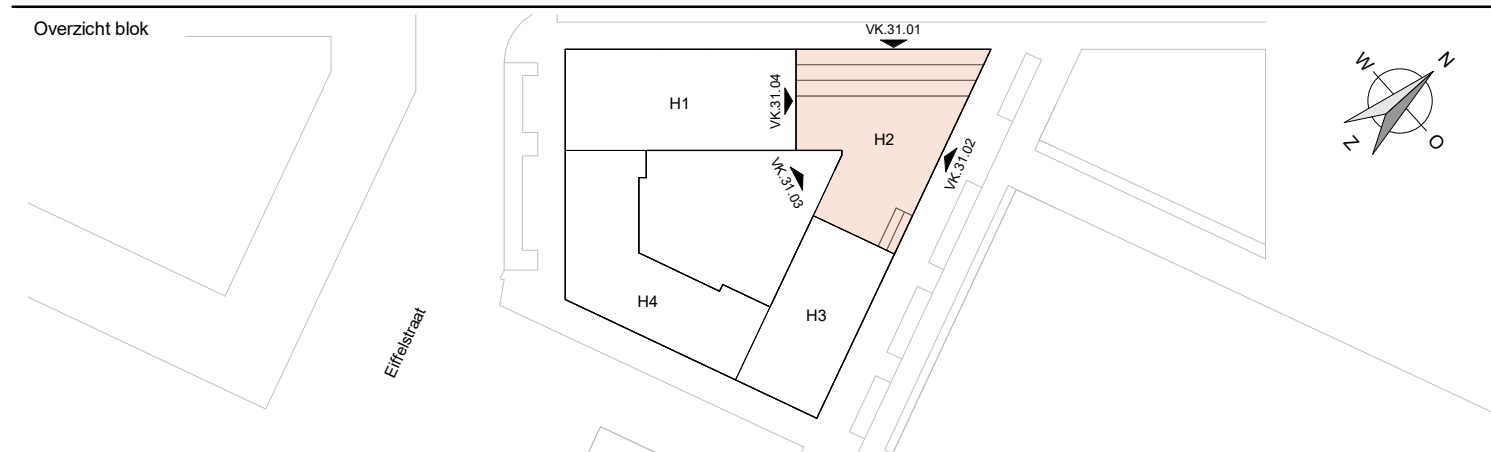 Overzicht blok
VK.31.01
W
N
Z
O
H1
VK.31.04
H2
VK.31.02
VK.31.03
H4
H3
Eiffelstraat